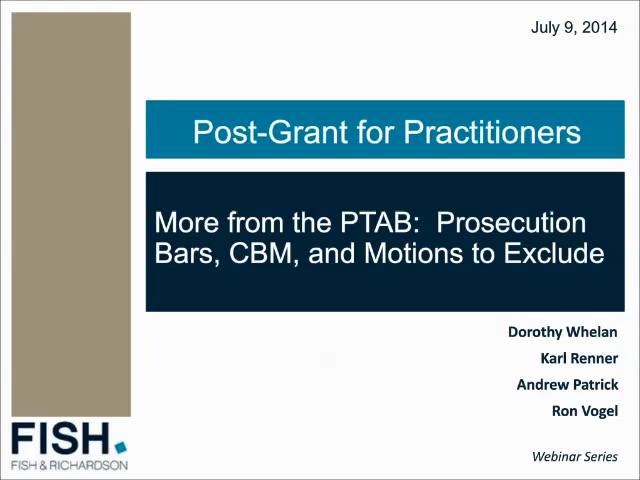 July 9, 2014
Post-Grant for Practitioners
More from the PTAB: Prosecution
Bars, CBM, and Motions to Exclude
Dorothy Whelan
Karl Renner
Andrew Patrick
Ron Vogel
FISH.
FISH & RICHARDSON
Webinar Series